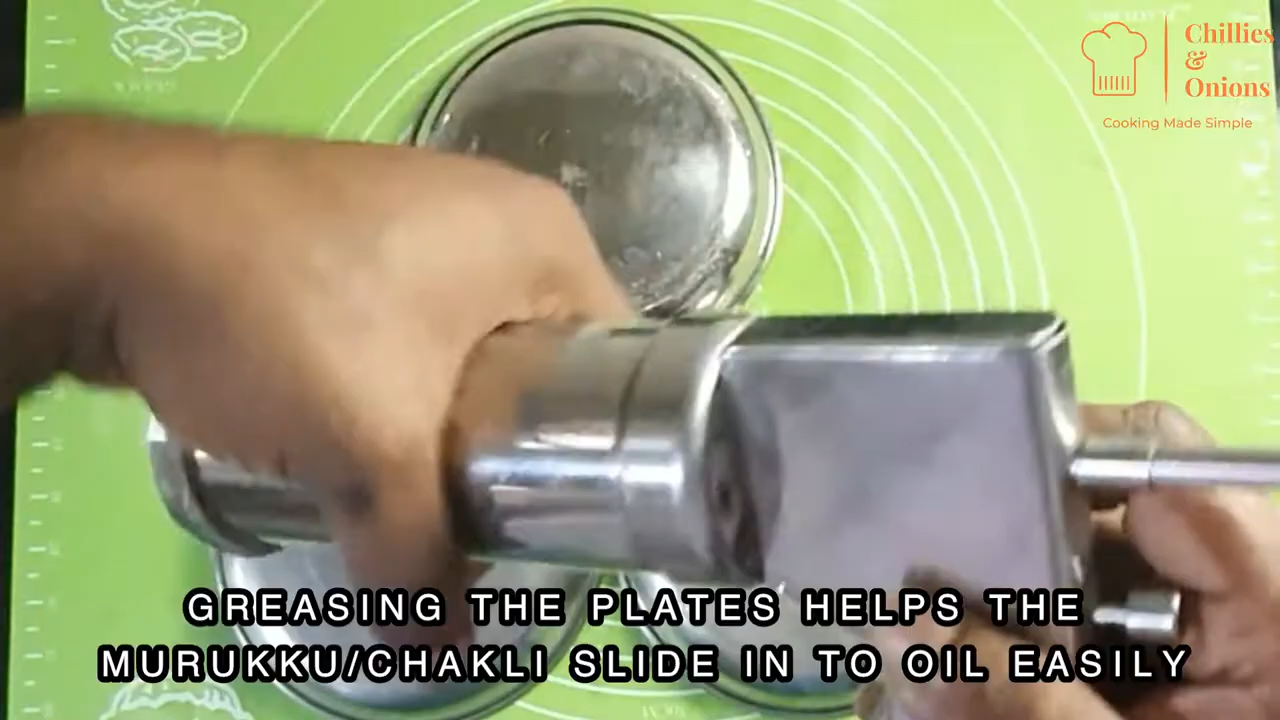 Chillies
&
Onions
Cooking Made Simple
GREASING THE PLATES HELPS THE
MURUKKU/CHAKLI SLIDE IN TO OIL EASILY